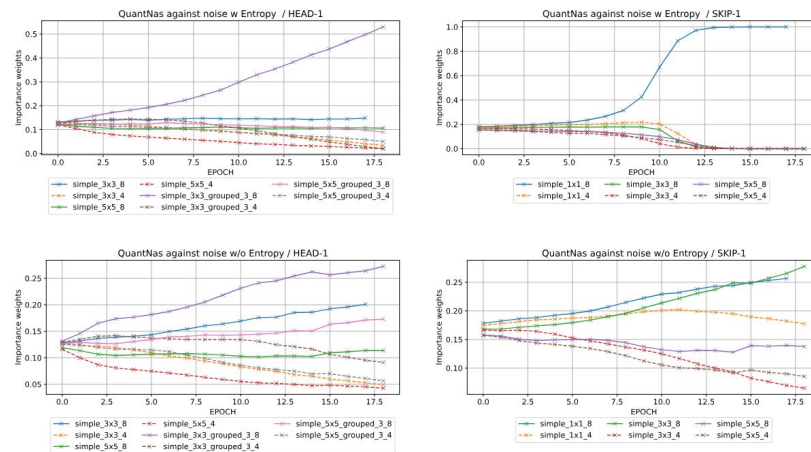 QuantNas against noise w Entropy / HEAD-1
Importance weights
0.5
0.4
0.3
0.2
0.1
0.0
0.0 2.5 5.0 7.5 10.0 12.5 15.0 17.5
EPOCH
simple_3x3_8 simple_5x5_4 simple_5x5_grouped_3_8
simple_3x3_4 simple_3x3_grouped_3_8 simple_5x5_grouped_3_4
simple_5x5_8 simple_3x3_grouped_3_4
QuantNas against noise w Entropy / SKIP-1
Importance weights
1.0
0.8
0.6
0.4
0.2
0.0
0.0 2.5 5.0 7.5 10.0 12.5 15.0 17.5
EPOCH
simple_1x1_8 simple_3x3_8 simple_5x5_8
simple_1x1_4 simple_3x3_4 simple_5x5_4
QuantNas against noise w/o Entropy / HEAD-1
Importance weights
0.25
0.20
0.15
0.10
0.05
0.0 2.5 5.0 7.5 10.0 12.5 15.0 17.5
EPOCH
simple_3x3_8 simple_5x5_4 simple_5x5_grouped_3_8
simple_3x3_4 simple_3x3_grouped_3_8 simple_5x5_grouped_3_4
simple_5x5_8 simple_3x3_grouped_3_4
QuantNas against noise w/o Entropy / SKIP-1
Importance weights
0.25
0.20
0.15
0.10
0.0 2.5 5.0 7.5 10.0 12.5 15.0 17.5
EPOCH
simple_1x1_8 simple_3x3_8 simple_5x5_8
simple_1x1_4 simple_3x3_4 simple_5x5_4